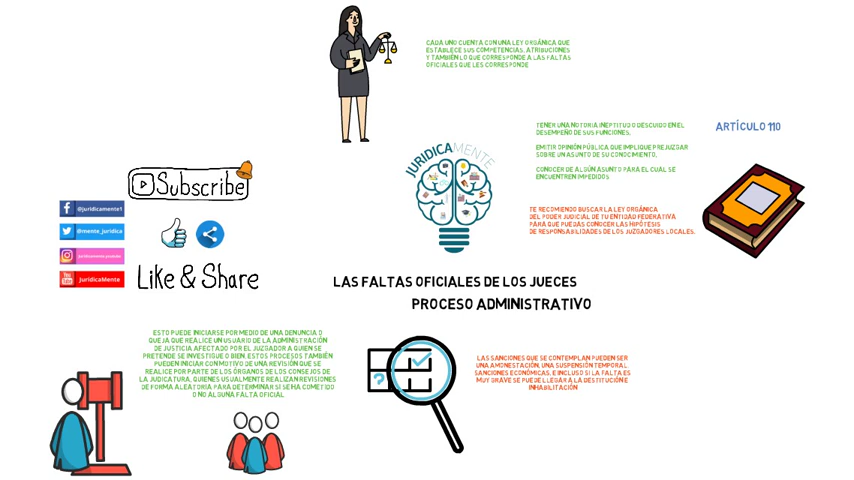 CADA UNO CUENTA CON UNA LEY ORGÁNICA QUE
ESTABLECE SUS COMPETENCIAS, ATRIBUCIONES
Y TAMBIÉN LO QUE CORRESPONDE A LAS FALTAS
OFICIALES QUE LES CORRESPONDE
TENER UNA NOTORIA INEPTITUD O DESCUIDO EN EL
DESEMPEÑO DE SUS FUNCIONES.
EMITIR OPINIÓN PÚBLICA QUE IMPLIQUE PREJUZGAR
SOBRE UN ASUNTO DE SU CONOCIMIENTO.
CONOCER DE ALGÚN ASUNTO PARA EL CUAL SE
ENCUENTREN IMPEDIDOS
ARTÍCULO 110
JURIDICAMENTE
TE RECOMIENDO BUSCAR LA LEY ORGÁNICA
DEL PODER JUDICIAL DE TU ENTIDAD FEDERATIVA
PARA QUE PUEDAS CONOCER LAS HIPÓTESIS
DE RESPONSABILIDADES DE LOS JUZGADORES LOCALES.
Subscribe
@juridicamente1
@mente_juridica
You Tube
JuridicaMente
Like & Share
LAS FALTAS OFICIALES DE LOS JUECES
PROCESO ADMINISTRATIVO
ESTO PUEDE INICIARSE POR MEDIO DE UNA DENUNCIA O
QUEJA QUE REALICE UN USUARIO DE LA ADMINISTRACIÓN
DE JUSTICIA AFECTADO POR EL JUZGADOR A QUIEN SE
PRETENDE SE INVESTIGUE O BIEN, ESTOS PROCESOS TAMBIÉN
PUEDEN INICIAR CON MOTIVO DE UNA REVISIÓN QUE SE
REALICE POR PARTE DE LOS ÓRGANOS DE LOS CONSEJOS DE
LA JUDICATURA, QUIENES USUALMENTE REALIZAN REVISIONES
DE FORMA ALEATORIA PARA DETERMINAR SI SE HA COMETIDO
O NO ALGUNA FALTA OFICIAL
LAS SANCIONES QUE SE CONTEMPLAN PUEDEN SER
UNA AMONESTACIÓN, UNA SUSPENSIÓN TEMPORAL
SANCIONES ECONÓMICAS, E INCLUSO SI LA FALTA ES
MUY GRAVE SE PUEDE LLEGAR A LA DESTITUCIÓN E
INHABILITACIÓN